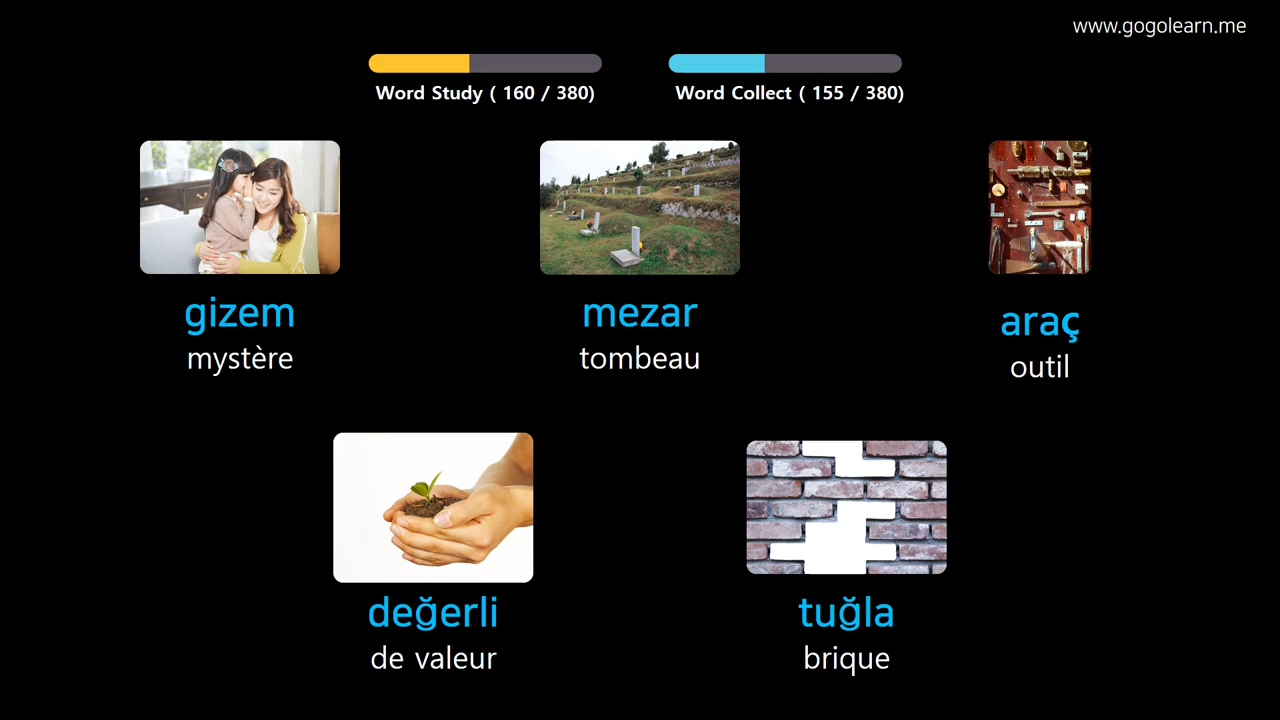 www.gogolearn.me
Word Study ( 160 / 380)
Word Collect ( 155 / 380)
gizem
mystère
mezar
tombeau
araç
outil
değerli
de valeur
tuğla
brique